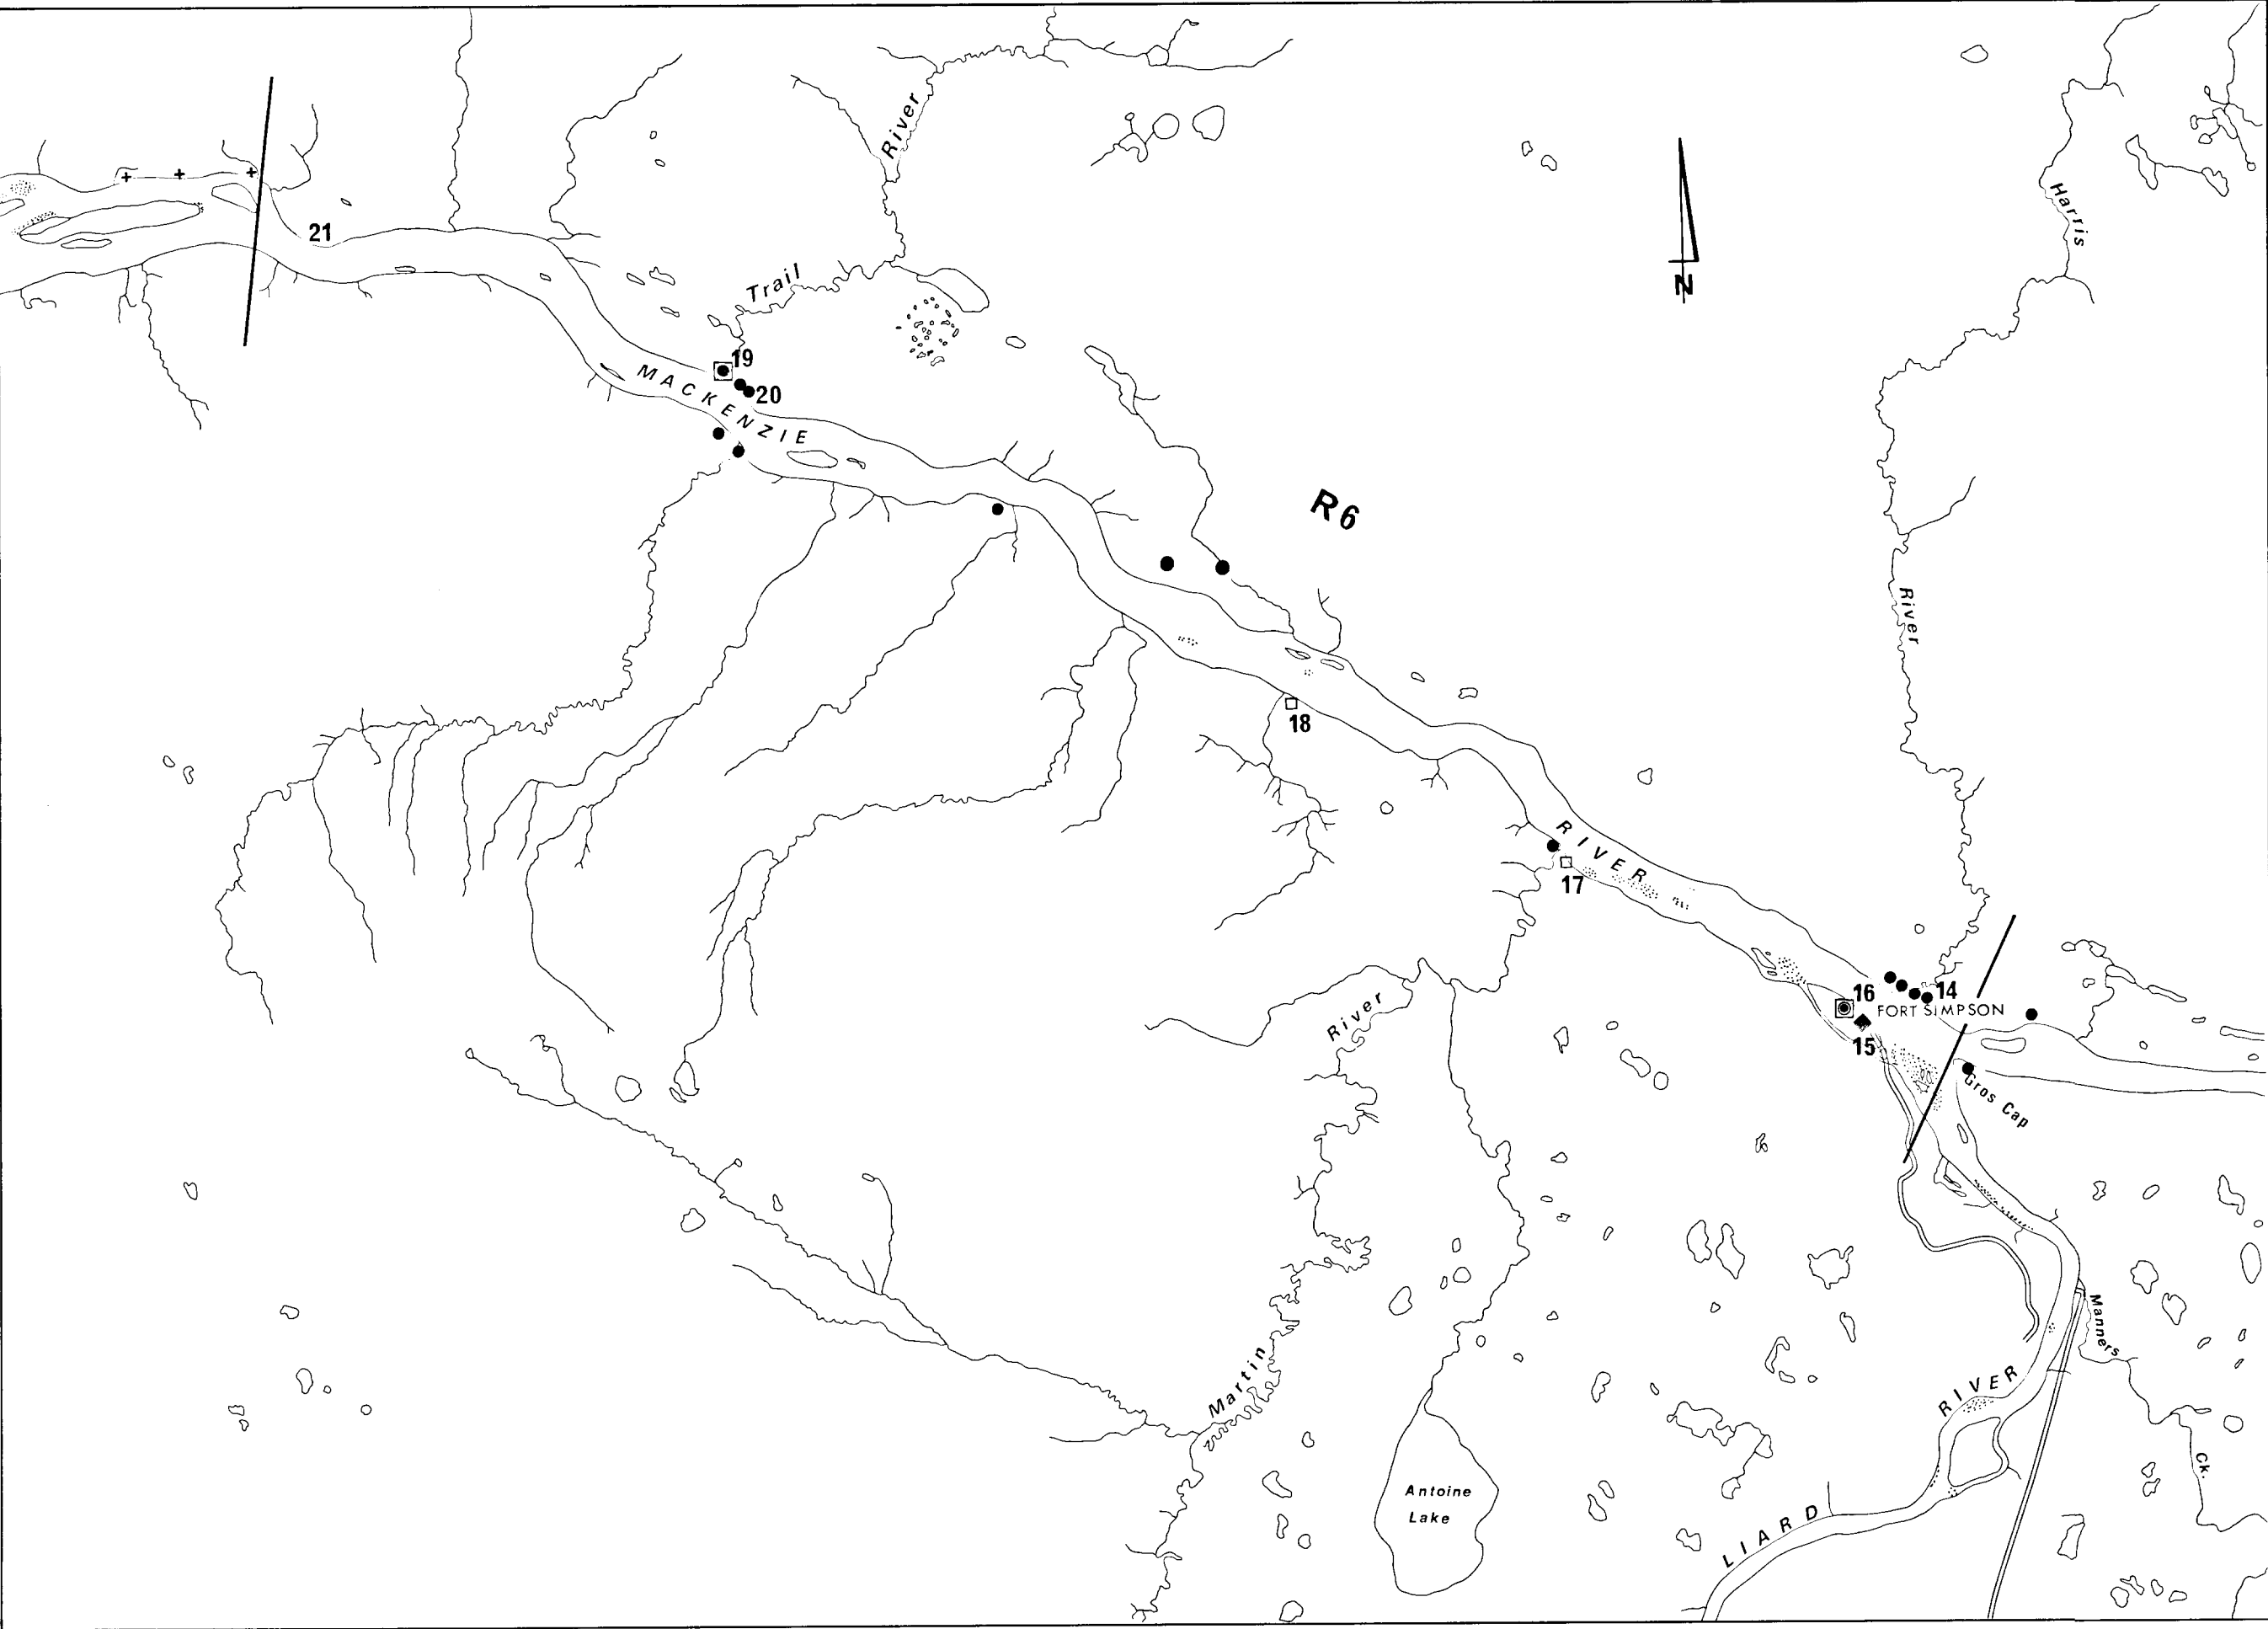 River
Harris
21
Trail
N
19
MACKENZIE
20
R6
River
18
RIVER
17
16
14
FORT SIMPSON
15
River
Gros Cap
Manners
Martin
RIVER
Ck.
Antoine
Lake
LIARD